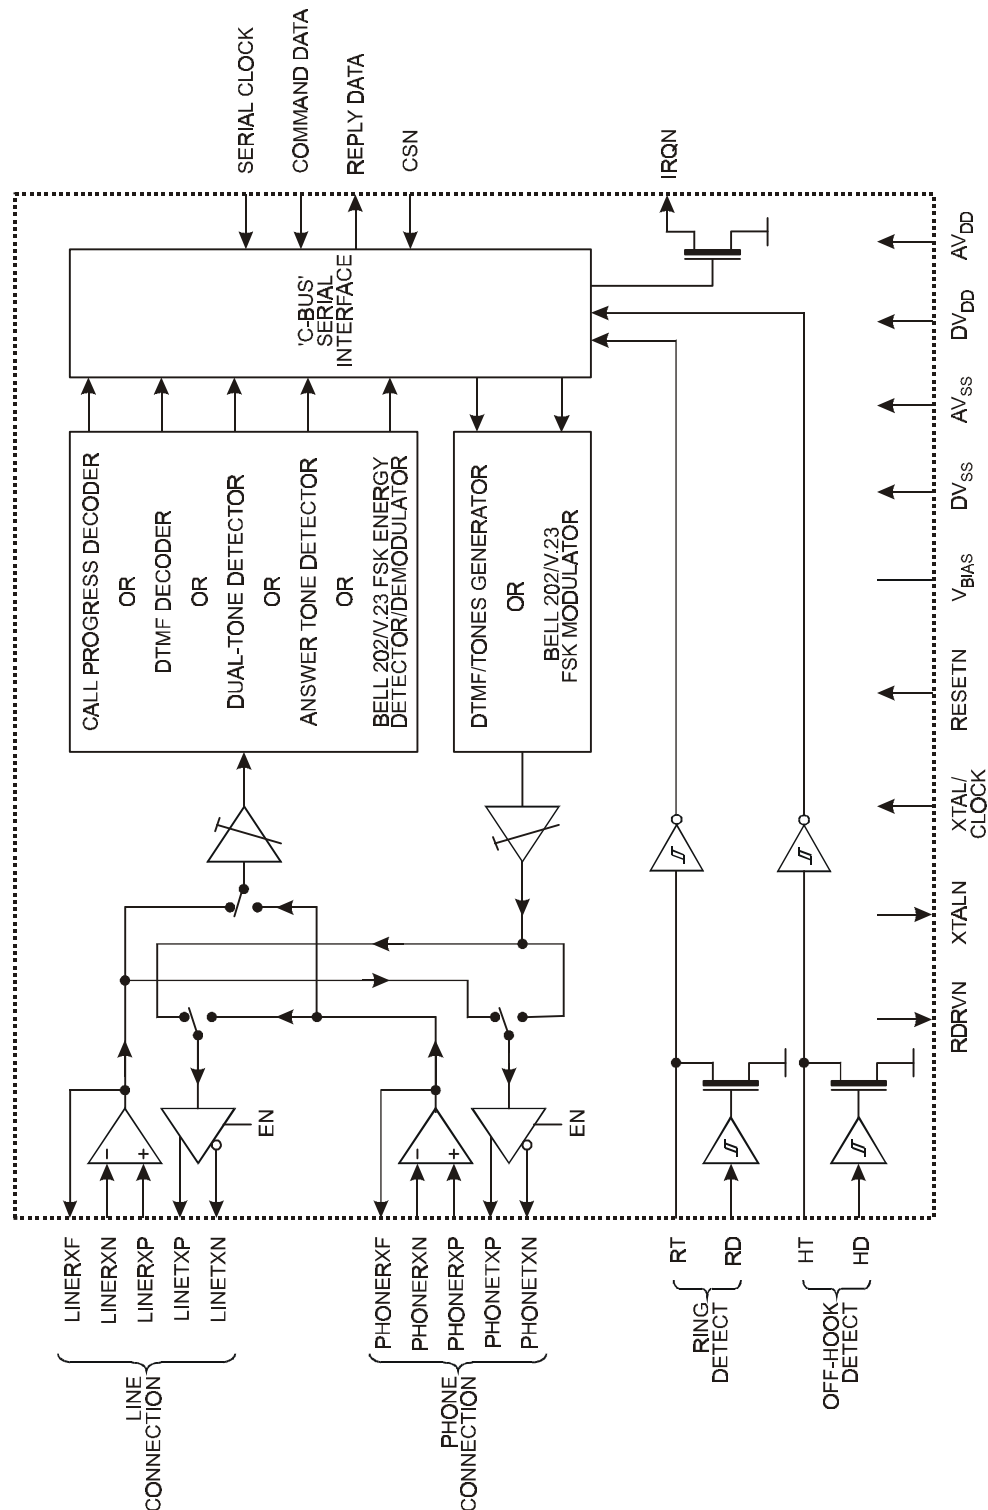 SERIAL CLOCK
COMMAND DATA
REPLY DATA
CSN
IRQN
'C-BUS'
SERIAL
INTERFACE
CALL PROGRESS DECODER
OR
DTMF DECODER
OR
DUAL-TONE DETECTOR
OR
ANSWER TONE DETECTOR
OR
BELL 202/V.23 FSK ENERGY
DETECTOR/DEMODULATOR
DTMF/TONES GENERATOR
OR
BELL 202/V.23
FSK MODULATOR
- +
EN
- +
EN
LINERXF
LINERXN
LINERXP
LINETXP
LINETXN
LINE
CONNECTION
PHONERXF
PHONERXN
PHONERXP
PHONETXP
PHONETXN
PHONE
CONNECTION
RT
RD
RING
DETECT
HT
HD
OFF-HOOK
DETECT
RDRVN
XTALN
XTAL/
CLOCK
RESETN
VBIAS
DVSS
AVSS
DVDD
AVDD